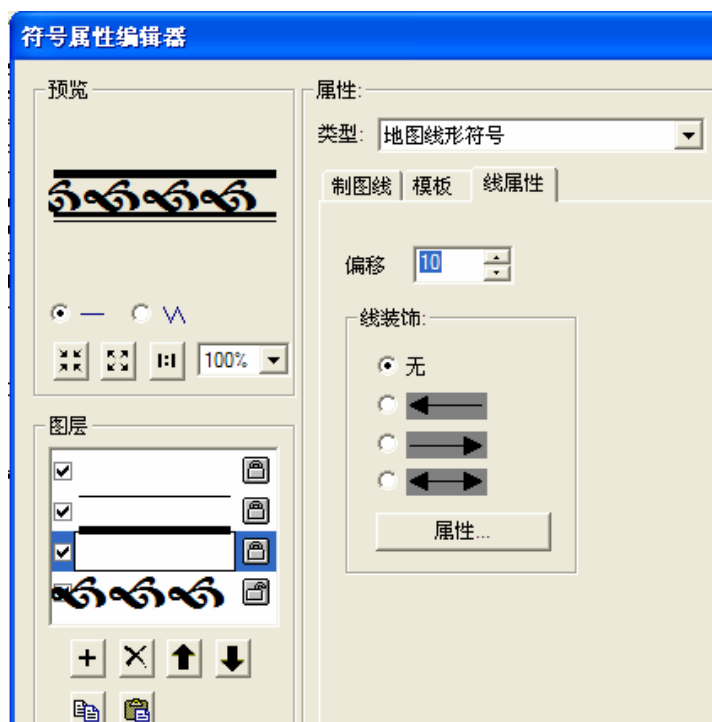 符号属性编辑器
预览
100%
图层
属性:
类型: 地图线形符号
制图线 模板 线属性
偏移 10
线装饰:
无
属性...